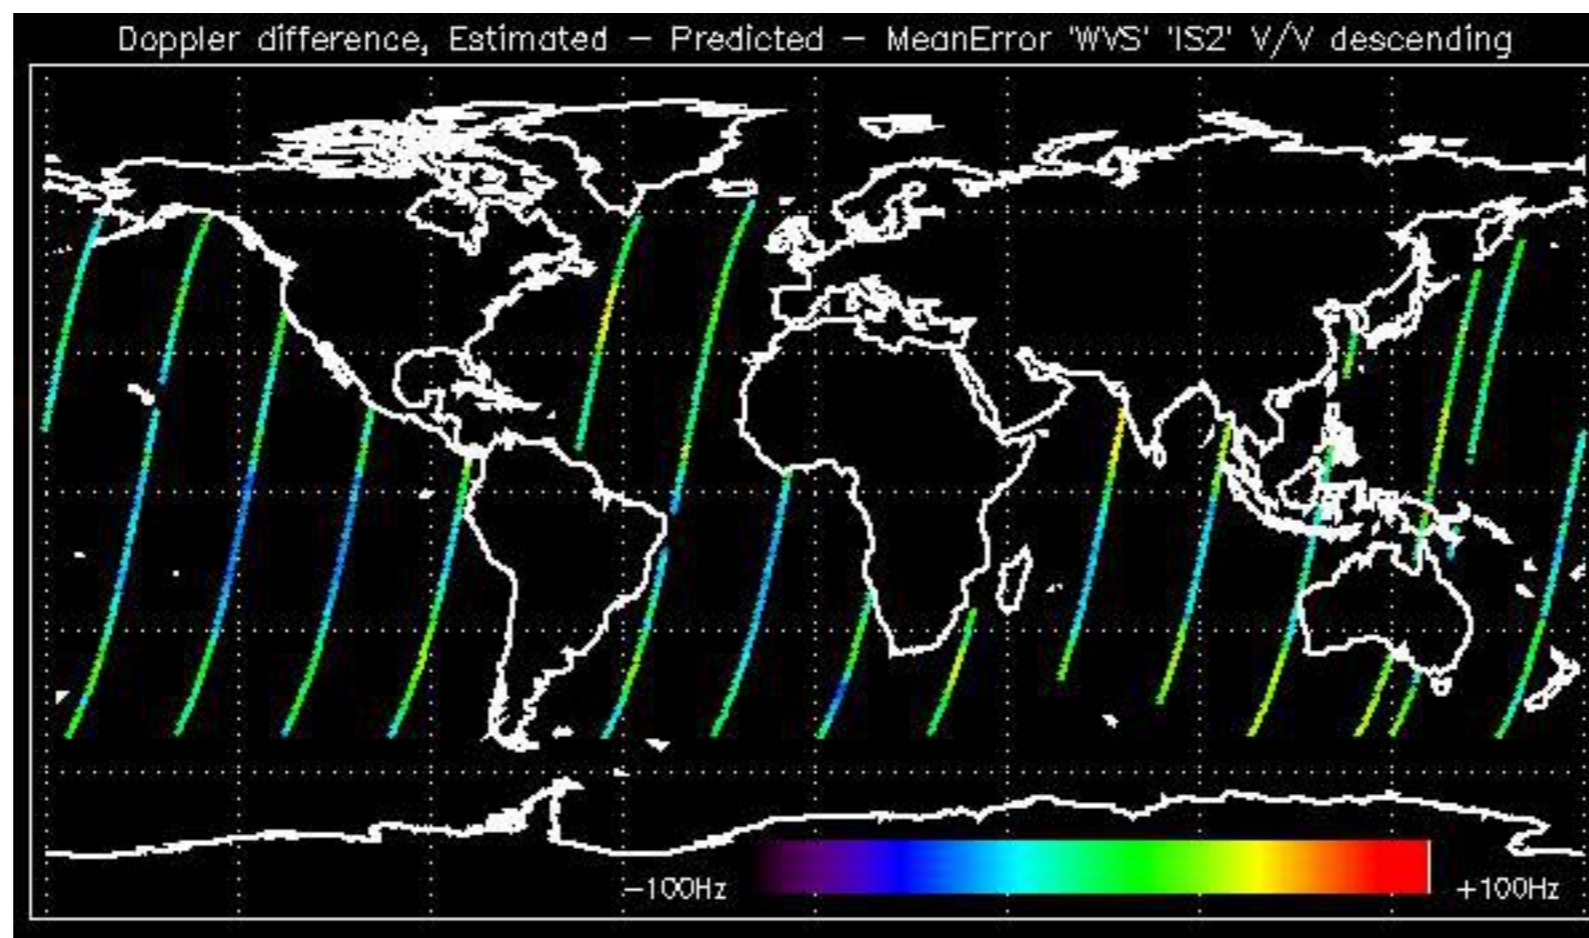 Doppler difference, Estimated - Predicted - MeanError 'WVS' 'IS2' V/V descending
-100Hz +100Hz